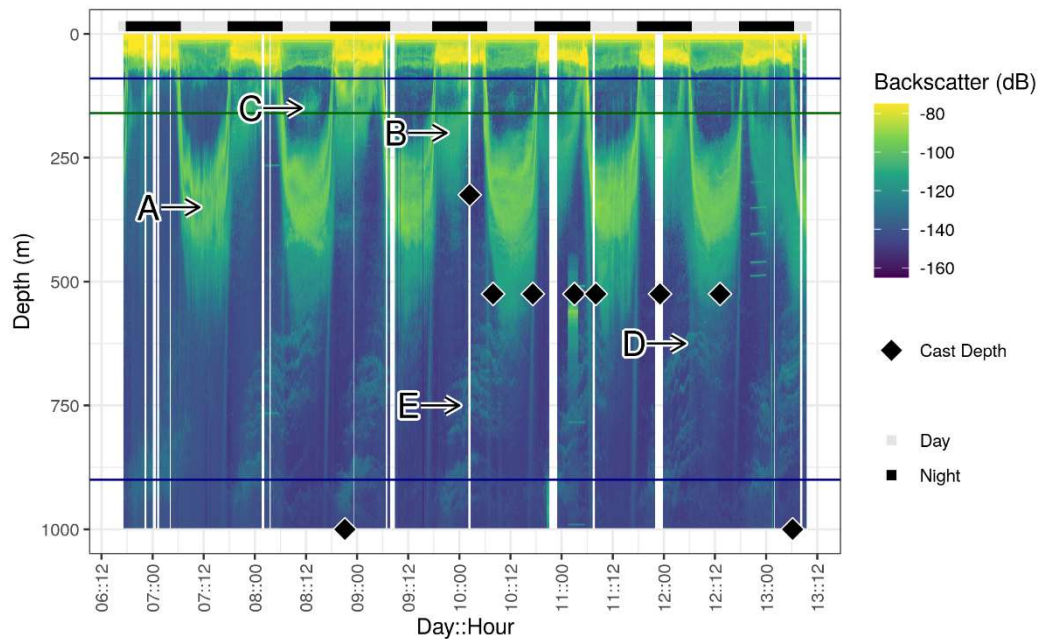 0
250
500
750
1000
Depth (m)
A
B
C
D
E
06::12
07::00
07::12
08::00
08::12
09::00
09::12
10::00
10::12
11::00
11::12
12::00
12::12
13::00
13::12
Day::Hour
Backscatter (dB)
-80
-100
-120
-140
-160
Cast Depth
Day
Night